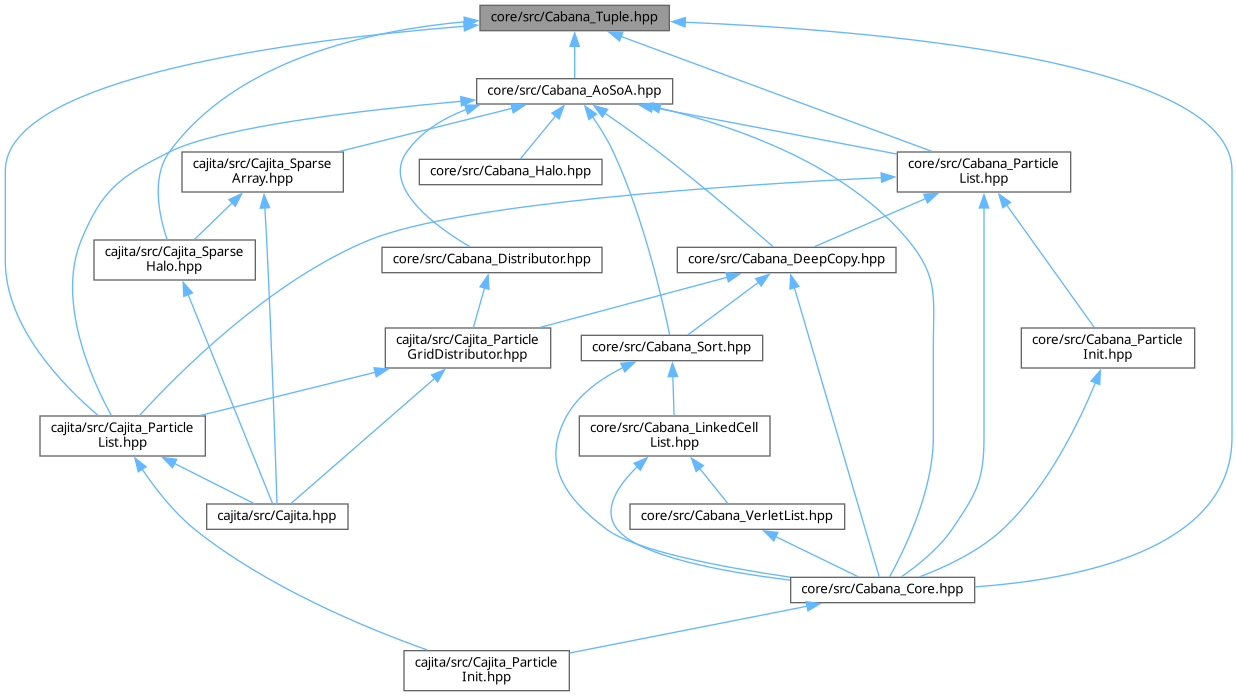 core/src/Cabana_Tuple.hpp
core/src/Cabana_AoSoA.hpp
cajita/src/Cajita_Sparse
Array.hpp
core/src/Cabana_Halo.hpp
core/src/Cabana_Particle
List.hpp
cajita/src/Cajita_Sparse
Halo.hpp
core/src/Cabana_Distributor.hpp
core/src/Cabana_DeepCopy.hpp
cajita/src/Cajita_Particle
GridDistributor.hpp
core/src/Cabana_Sort.hpp
core/src/Cabana_Particle
Init.hpp
cajita/src/Cajita_Particle
List.hpp
core/src/Cabana_LinkedCell
List.hpp
cajita/src/Cajita.hpp
core/src/Cabana_VerletList.hpp
core/src/Cabana_Core.hpp
cajita/src/Cajita_Particle
Init.hpp